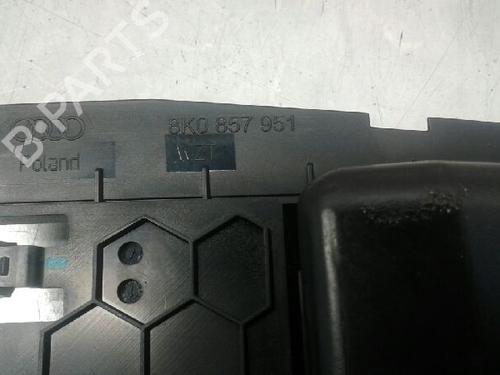 B-PARTS
8K0 857 951
Poland
WZT